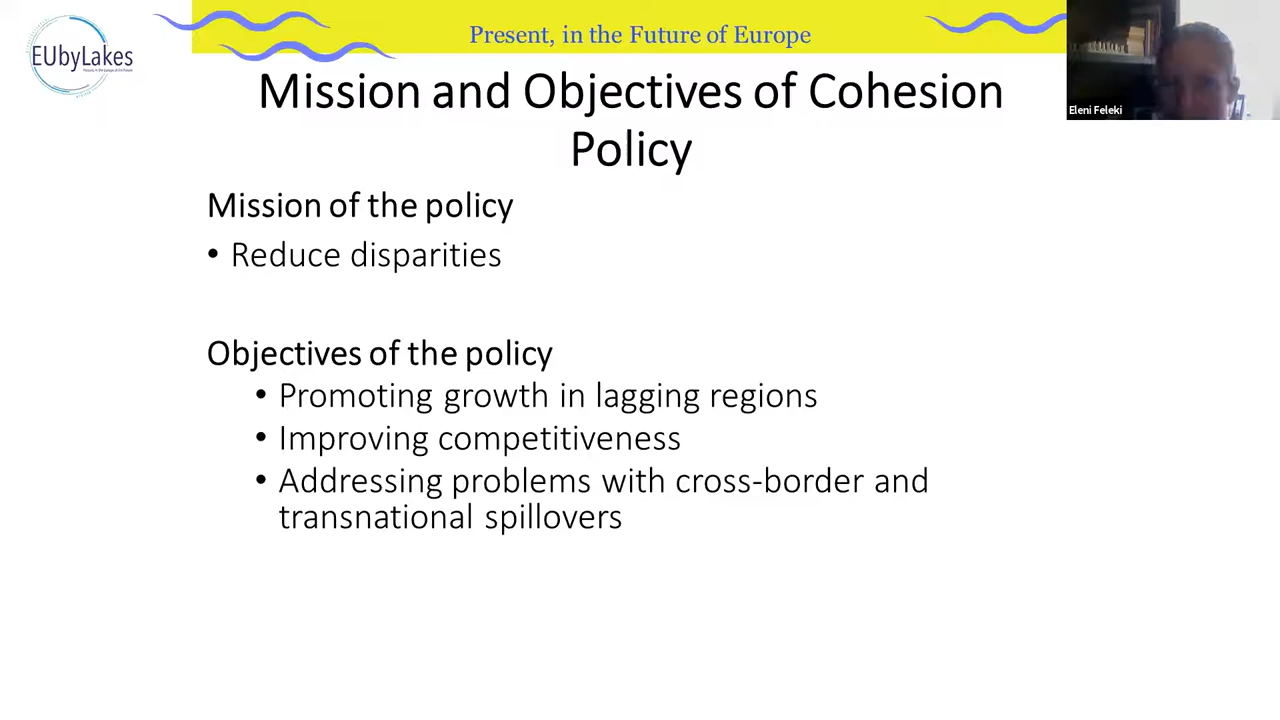 EUbyLakes
Present, in the Future of Europe
Eleni Feleki
Mission and Objectives of Cohesion
Policy
Mission of the policy
• Reduce disparities
Objectives of the policy
• Promoting growth in lagging regions
• Improving competitiveness
• Addressing problems with cross-border and
transnational spillovers